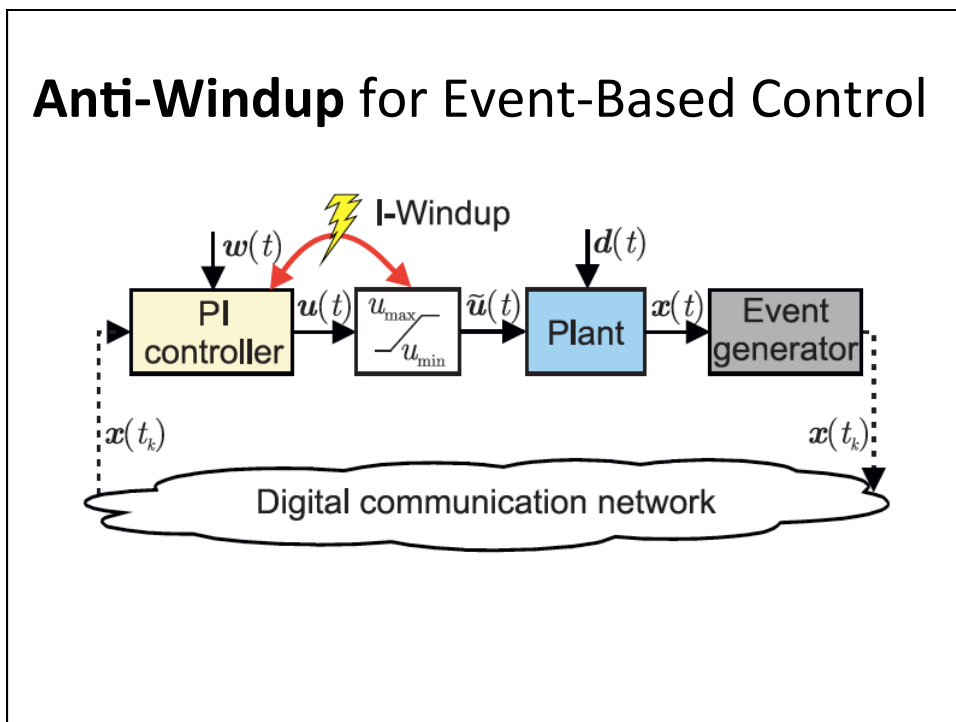 Anti-Windup for Event-Based Control
I-Windup
w(t)
d(t)
PI
controller
u(t)
u_max
u_min
ũ(t)
Plant
x(t)
Event
generator
x(t_k)
x(t_k)
Digital communication network